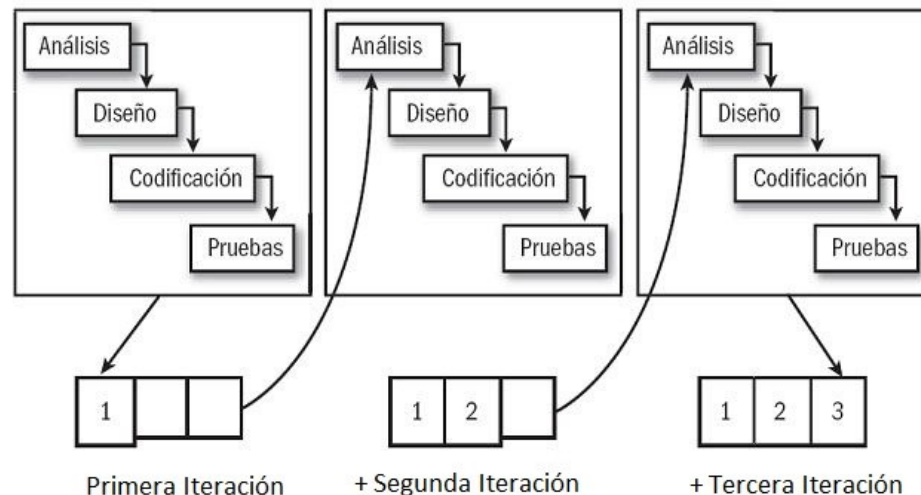 Análisis
Diseño
Codificación
Pruebas
Análisis
Diseño
Codificación
Pruebas
Análisis
Diseño
Codificación
Pruebas
1
1 2
1 2 3
Primera Iteración
+ Segunda Iteración
+ Tercera Iteración